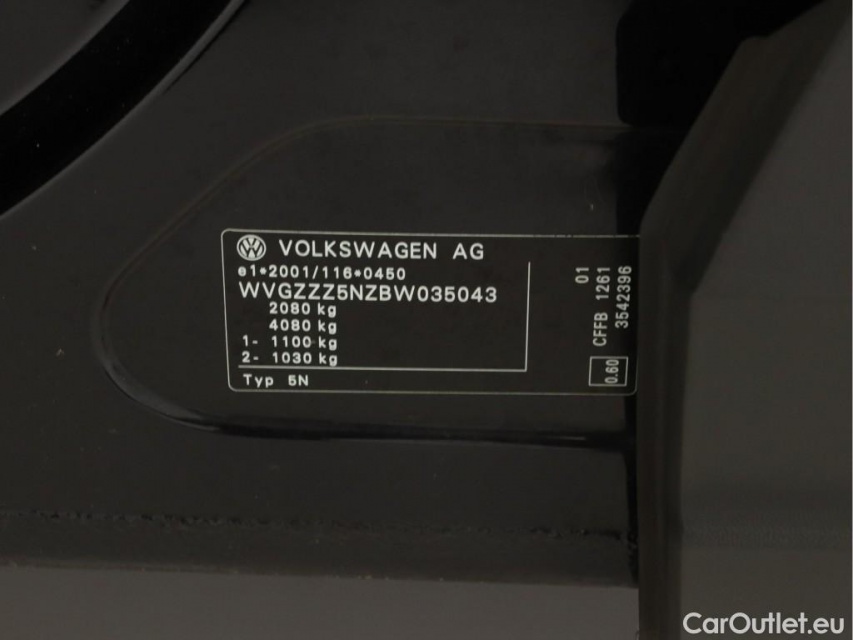 VOLKSWAGEN AG
e1*2001/116*0450
WVGZZZ5NZBW035043
2080 kg
4080 kg
1- 1100 kg
2- 1030 kg
Typ 5N
01
CFFB 1261
3542396
0.60
CarOutlet.eu